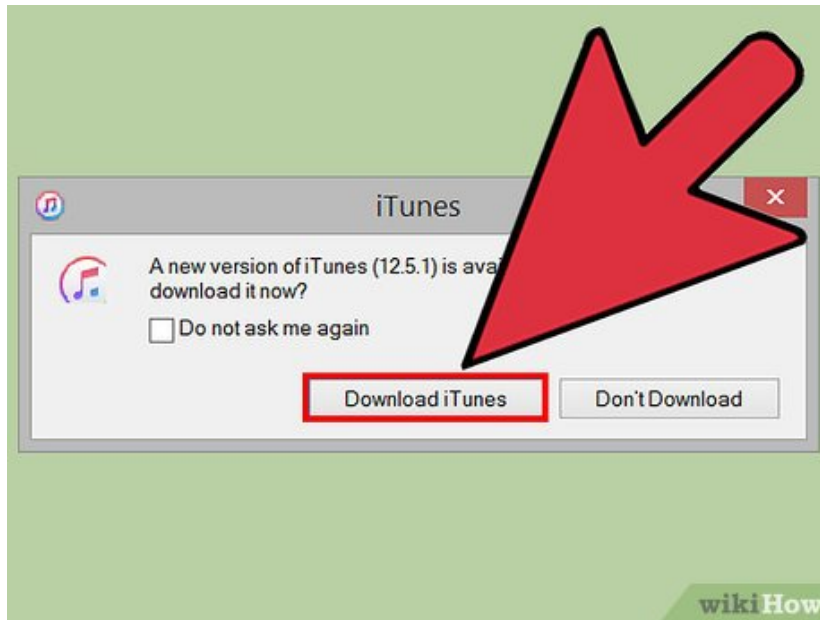 iTunes
A new version of iTunes (12.5.1) is
download it now?
Do not ask me again
Download iTunes
Don't Download
wikiHow